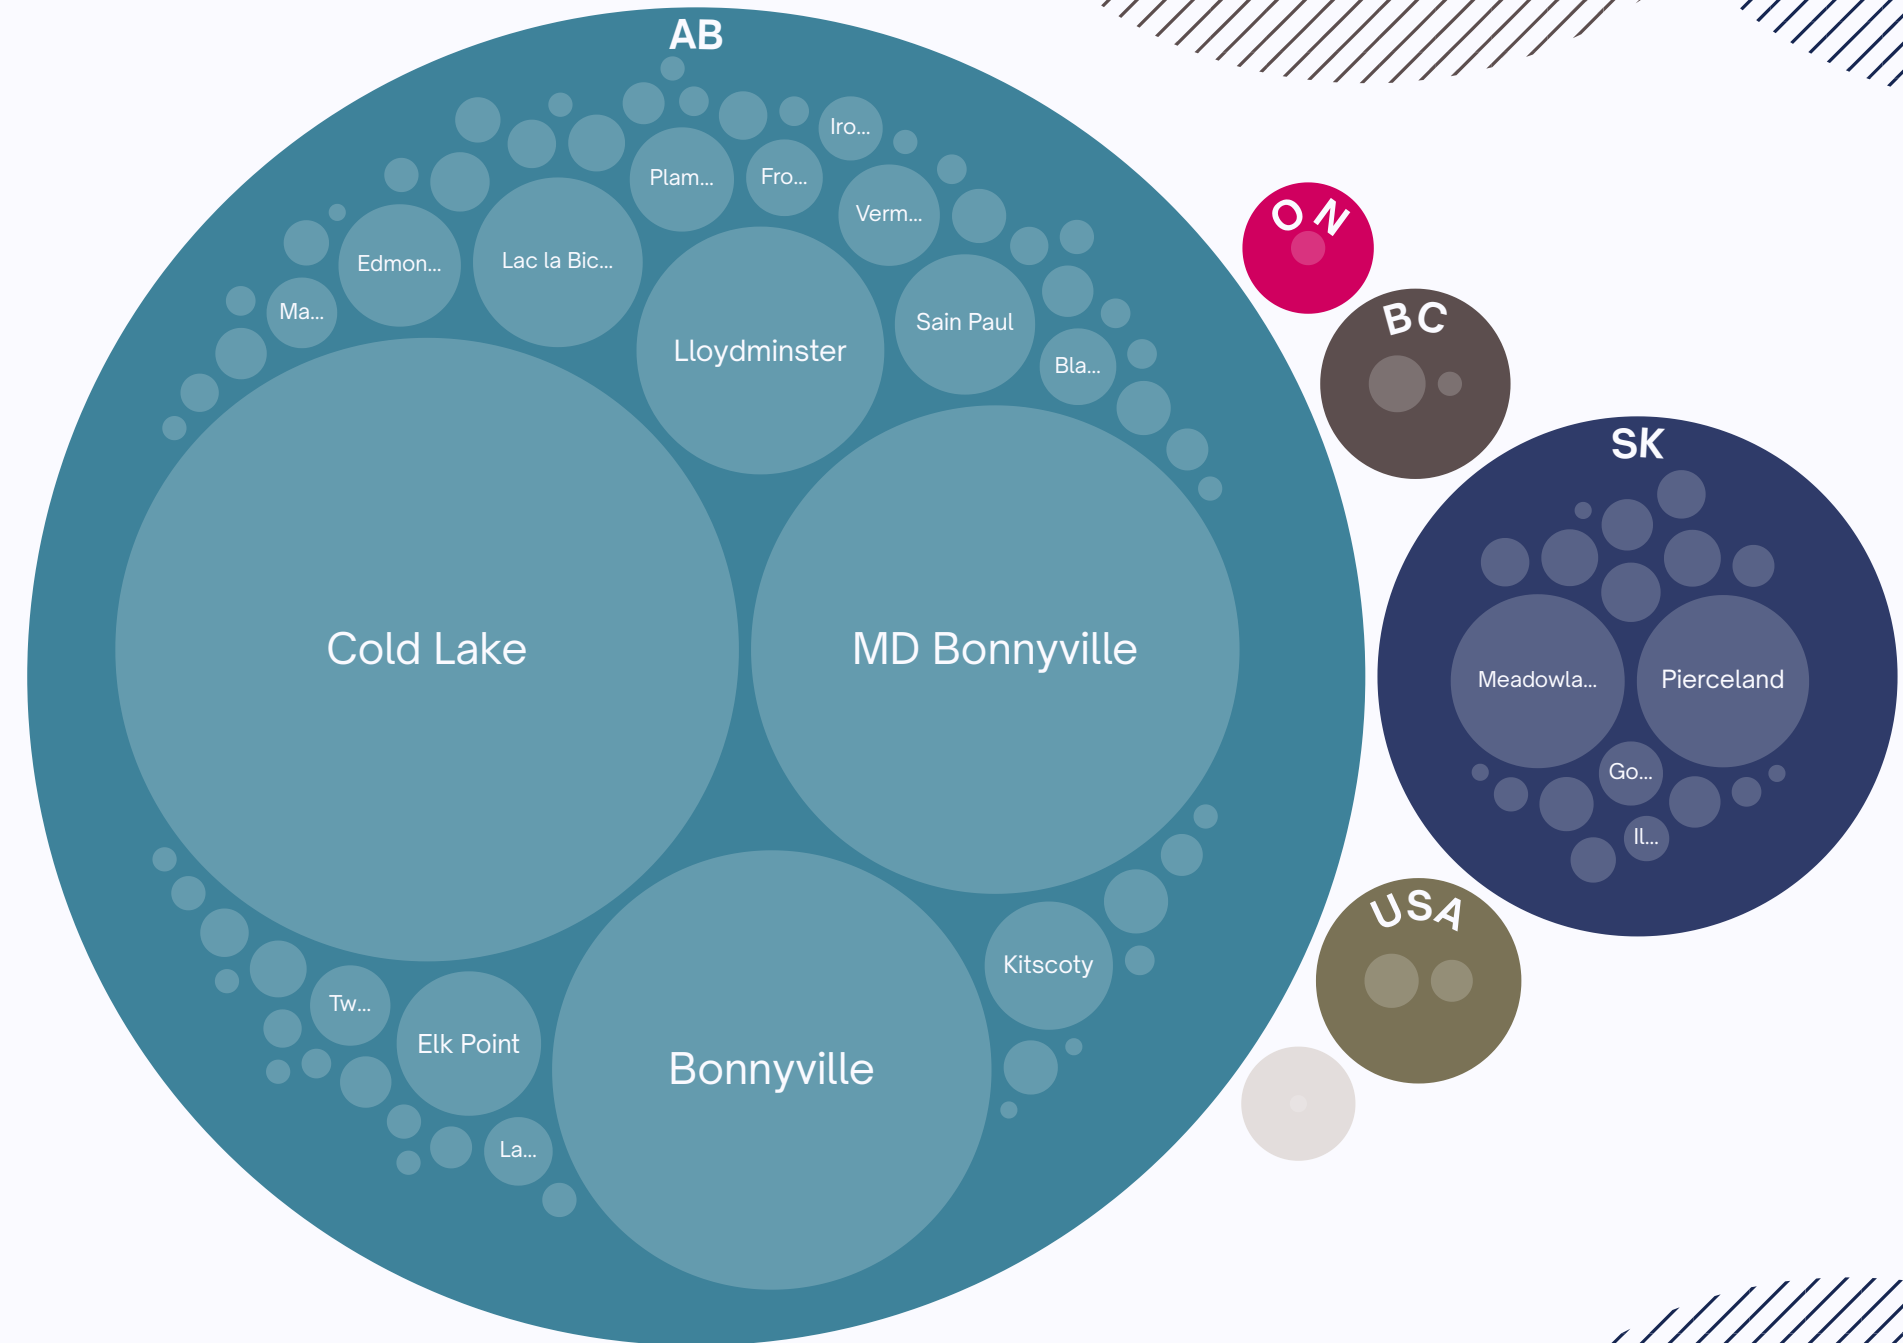 AB
Iro...
Plam...
Fro...
Verm...
ON
Edmon...
Lac la Bic...
Ma...
BC
Sain Paul
Lloydminster
Bla...
SK
Cold Lake
MD Bonnyville
Meadowla...
Pierceland
Go...
Il...
USA
Kitscoty
Tw...
Elk Point
Bonnyville
La...